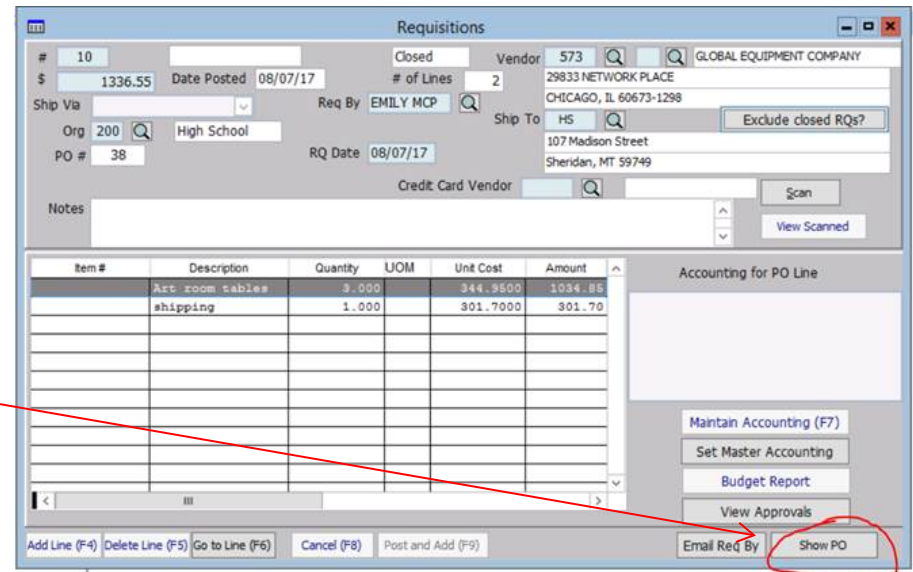 Requisitions
# 10 Closed Vendor 573 GLOBAL EQUIPMENT COMPANY
$ 1336.55 Date Posted 08/07/17 # of Lines 2 29833 NETWORK PLACE
Ship Via Req By EMILY MCP CHICAGO, IL 60673-1298
Ship To HS Exclude closed RQs?
Org 200 High School 107 Madison Street
PO # 38 RQ Date 08/07/17 Sheridan, MT 59749
Credit Card Vendor Scan
Notes View Scanned
Item # Description Quantity UOM Unit Cost Amount Accounting for PO Line
Art room tables 3.000 344.9500 1034.85
shipping 1.000 301.7000 301.70
Maintain Accounting (F7)
Set Master Accounting
Budget Report
View Approvals
Add Line (F4) Delete Line (F5) Go to Line (F6) Cancel (F8) Post and Add (F9) Email Req By Show PO